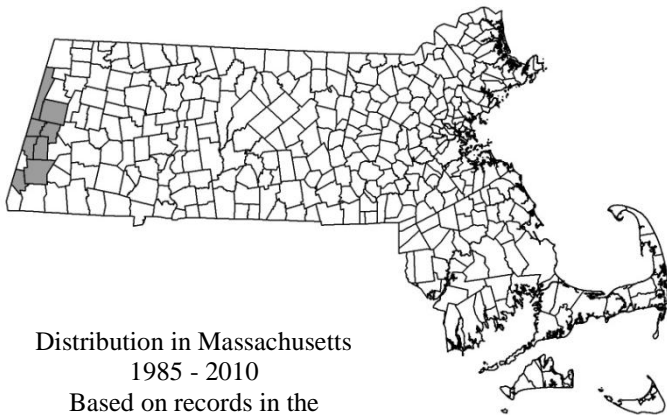 Distribution in Massachusetts
1985 - 2010
Based on records in the